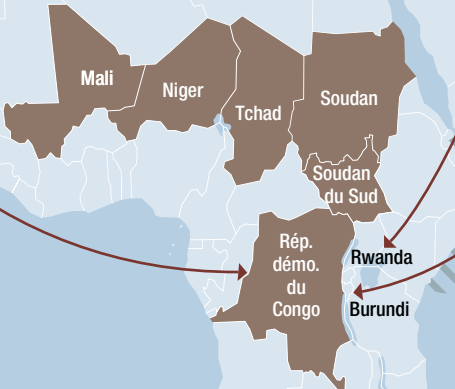 Mali
Niger
Tchad
Soudan
Soudan
du Sud
Rép.
démo.
du
Congo
Rwanda
Burundi